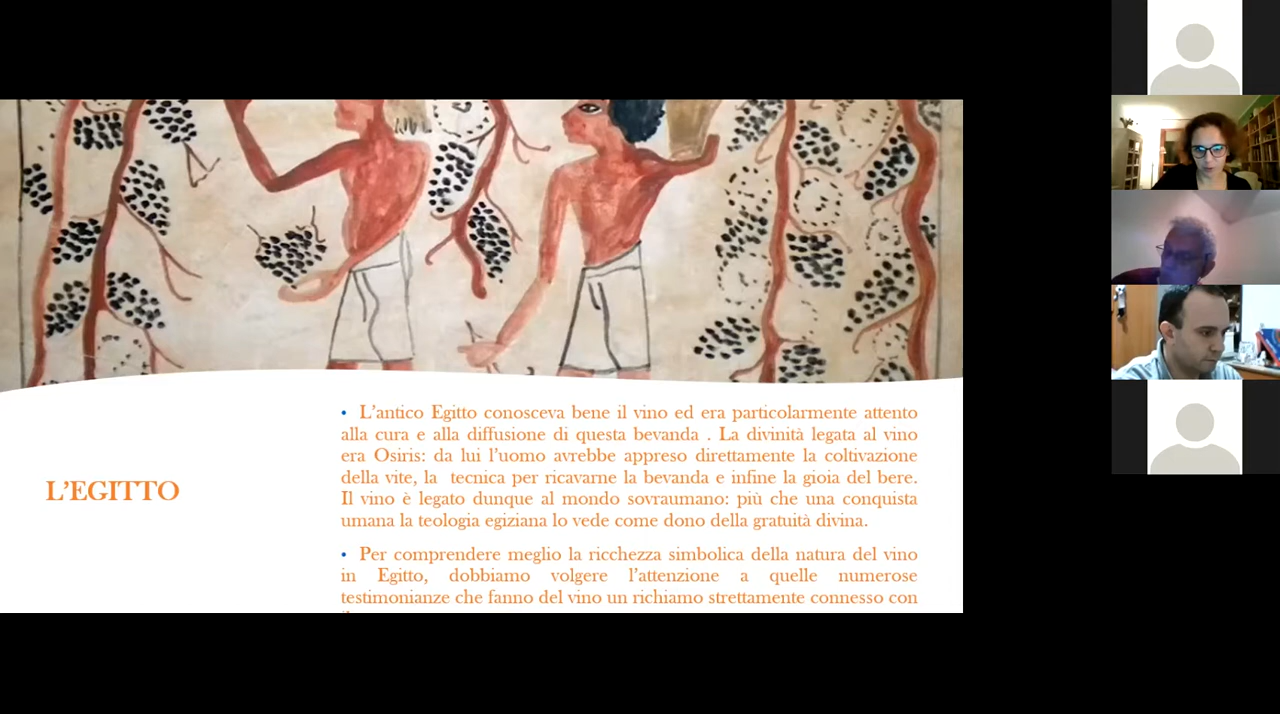 L'EGITTO
• L'antico Egitto conosceva bene il vino ed era particolarmente attento
alla cura e alla diffusione di questa bevanda . La divinità legata al vino
era Osiris: da lui l'uomo avrebbe appreso direttamente la coltivazione
della vite, la tecnica per ricavarne la bevanda e infine la gioia del bere.
Il vino è legato dunque al mondo sovraumano: più che una conquista
umana la teologia egiziana lo vede come dono della gratuità divina.
• Per comprendere meglio la ricchezza simbolica della natura del vino
in Egitto, dobbiamo volgere l'attenzione a quelle numerose
testimonianze che fanno del vino un richiamo strettamente connesso con